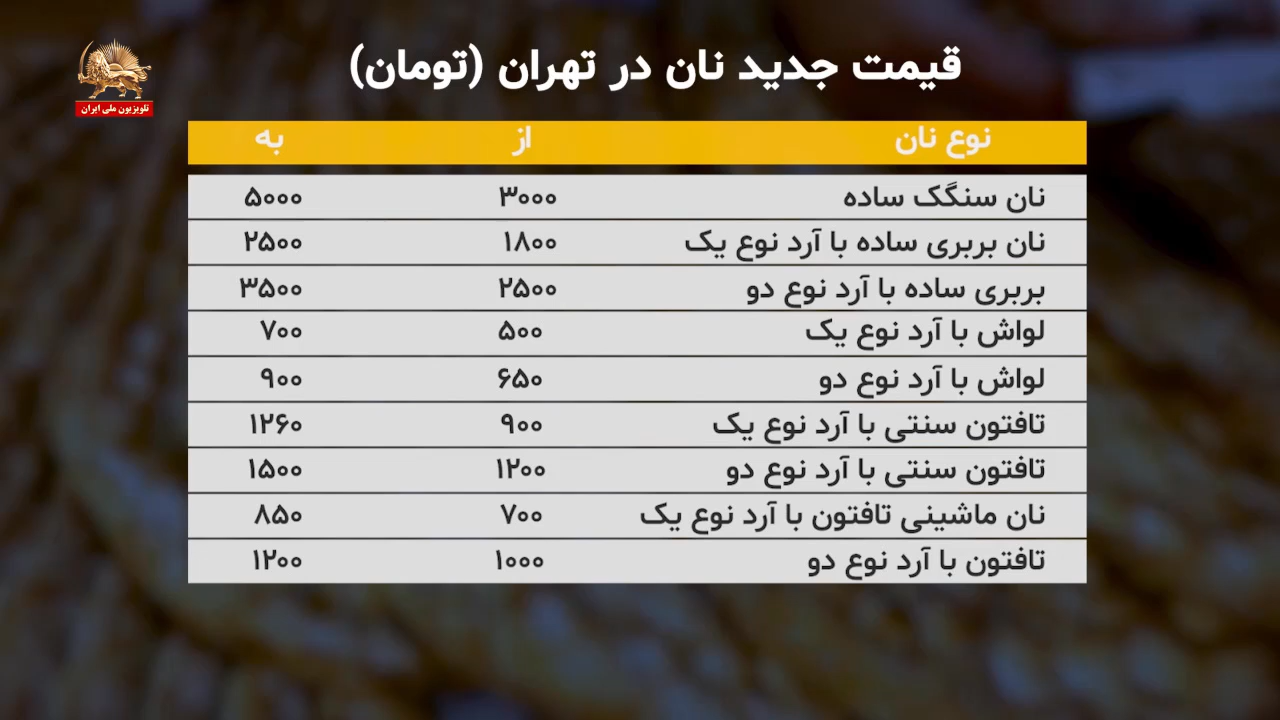 قیمت جدید نان در تهران (تومان)
تلویزیون ملی ایران
نوع نان از به
نان سنگک ساده ۳۰۰۰ ۵۰۰۰
نان بربری ساده با آرد نوع یک ۱۸۰۰ ۲۵۰۰
بربری ساده با آرد نوع دو ۲۵۰۰ ۳۵۰۰
لواش با آرد نوع یک ۵۰۰ ۷۰۰
لواش با آرد نوع دو ۶۵۰ ۹۰۰
تافتون سنتی با آرد نوع یک ۹۰۰ ۱۲۶۰
تافتون سنتی با آرد نوع دو ۱۲۰۰ ۱۵۰۰
نان ماشینی تافتون با آرد نوع یک ۷۰۰ ۸۵۰
تافتون با آرد نوع دو ۱۰۰۰ ۱۲۰۰